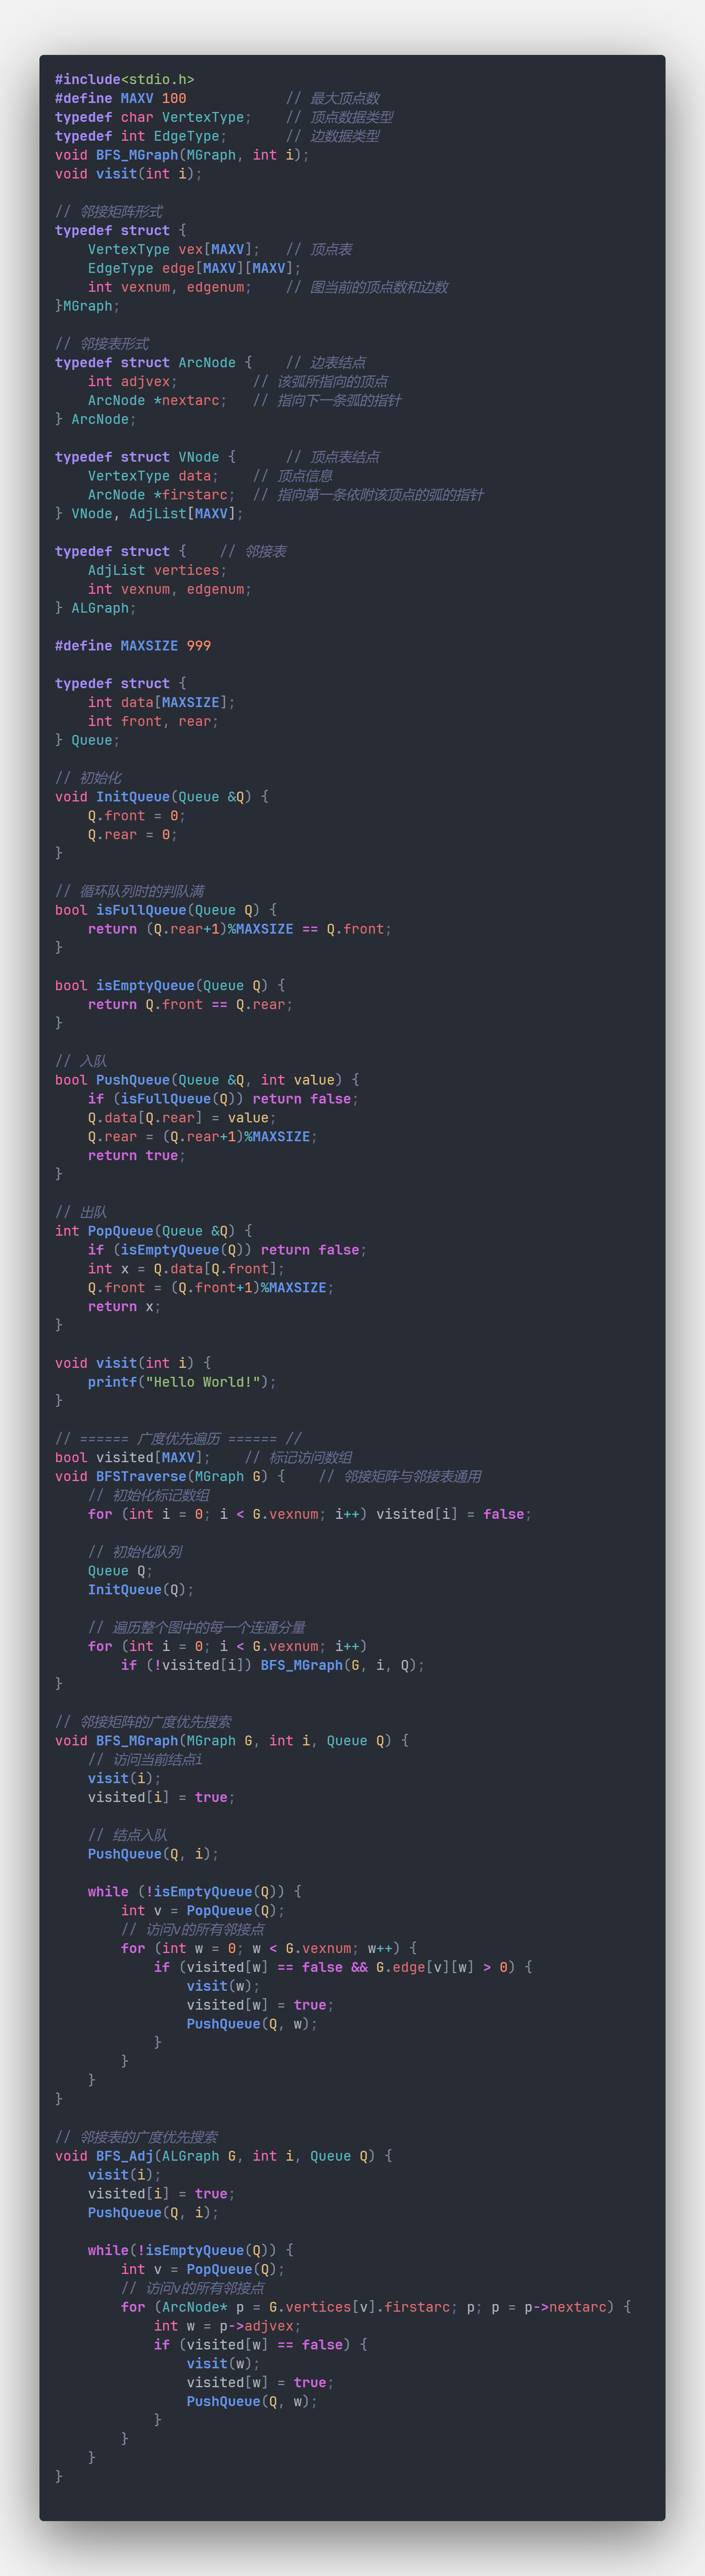 #include<stdio.h>
#define MAXV 100            // 最大顶点数
typedef char VertexType;    // 顶点数据类型
typedef int EdgeType;       // 边数据类型
void BFS_MGraph(MGraph, int i);
void visit(int i);

// 邻接矩阵形式
typedef struct {
    VertexType vex[MAXV];   // 顶点表
    EdgeType edge[MAXV][MAXV];
    int vexnum, edgenum;    // 图当前的顶点数和边数
}MGraph;

// 邻接表形式
typedef struct ArcNode {    // 边表结点
    int adjvex;         // 该弧所指向的顶点
    ArcNode *nextarc;   // 指向下一条弧的指针
} ArcNode;

typedef struct VNode {      // 顶点表结点
    VertexType data;    // 顶点信息
    ArcNode *firstarc;  // 指向第一条依附该顶点的弧的指针
} VNode, AdjList[MAXV];

typedef struct {    // 邻接表
    AdjList vertices;
    int vexnum, edgenum;
} ALGraph;

#define MAXSIZE 999

typedef struct {
    int data[MAXSIZE];
    int front, rear;
} Queue;

// 初始化
void InitQueue(Queue &Q) {
    Q.front = 0;
    Q.rear = 0;
}

// 循环队列时的判队满
bool isFullQueue(Queue Q) {
    return (Q.rear+1)%MAXSIZE == Q.front;
}

bool isEmptyQueue(Queue Q) {
    return Q.front == Q.rear;
}

// 入队
bool PushQueue(Queue &Q, int value) {
    if (isFullQueue(Q)) return false;
    Q.data[Q.rear] = value;
    Q.rear = (Q.rear+1)%MAXSIZE;
    return true;
}

// 出队
int PopQueue(Queue &Q) {
    if (isEmptyQueue(Q)) return false;
    int x = Q.data[Q.front];
    Q.front = (Q.front+1)%MAXSIZE;
    return x;
}

void visit(int i) {
    printf("Hello World!");
}

// ====== 广度优先遍历 ====== //
bool visited[MAXV];    // 标记访问数组
void BFSTraverse(MGraph G) {    // 邻接矩阵与邻接表通用
    // 初始化标记数组
    for (int i = 0; i < G.vexnum; i++) visited[i] = false;

    // 初始化队列
    Queue Q;
    InitQueue(Q);

    // 遍历整个图中的每一个连通分量
    for (int i = 0; i < G.vexnum; i++)
        if (!visited[i]) BFS_MGraph(G, i, Q);
}

// 邻接矩阵的广度优先搜索
void BFS_MGraph(MGraph G, int i, Queue Q) {
    // 访问当前结点i
    visit(i);
    visited[i] = true;

    // 结点入队
    PushQueue(Q, i);

    while (!isEmptyQueue(Q)) {
        int v = PopQueue(Q);
        // 访问v的所有邻接点
        for (int w = 0; w < G.vexnum; w++) {
            if (visited[w] == false && G.edge[v][w] > 0) {
                visit(w);
                visited[w] = true;
                PushQueue(Q, w);
            }
        }
    }
}

// 邻接表的广度优先搜索
void BFS_Adj(ALGraph G, int i, Queue Q) {
    visit(i);
    visited[i] = true;
    PushQueue(Q, i);

    while(!isEmptyQueue(Q)) {
        int v = PopQueue(Q);
        // 访问v的所有邻接点
        for (ArcNode* p = G.vertices[v].firstarc; p; p = p->nextarc) {
            int w = p->adjvex;
            if (visited[w] == false) {
                visit(w);
                visited[w] = true;
                PushQueue(Q, w);
            }
        }
    }
}